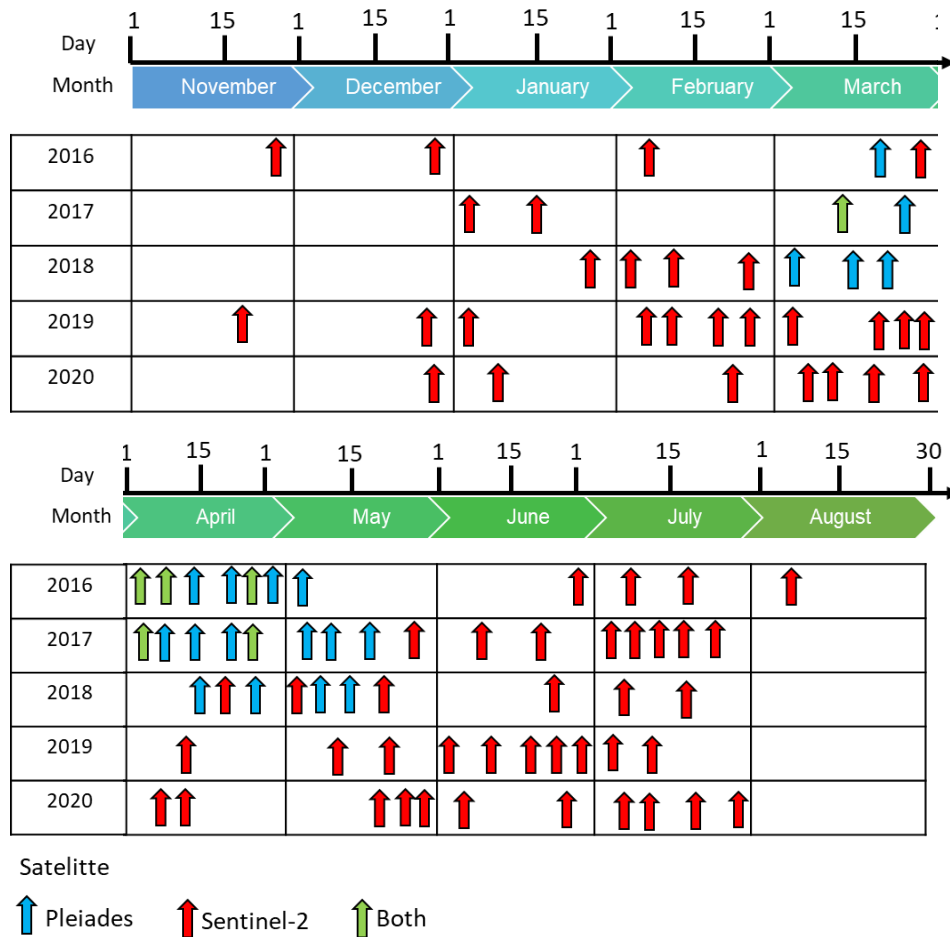 1 15 1 15 1 15 1 15 1 15
Day
Month November December January February March
2016
2017
2018
2019
2020
1 15 1 15 1 15 1 15 1 15 30
Day
Month April May June July August
2016
2017
2018
2019
2020
Satelitte
Pleiades Sentinel-2 Both